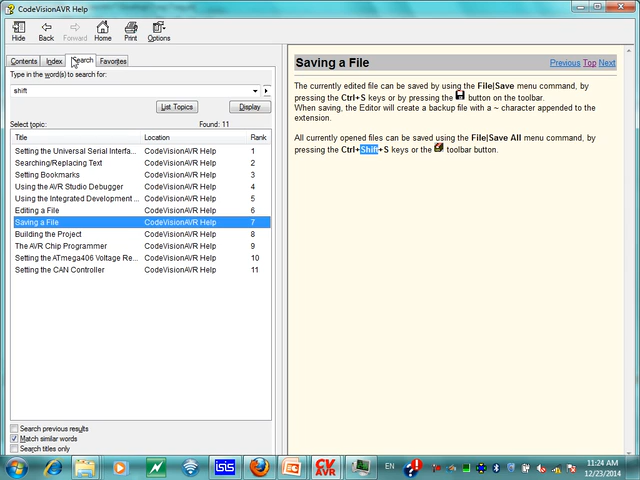 CodeVisionAVR Help
Hide
Back
Forward
Home
Print
Options
Contents
Index
Search
Favorites
Type in the word(s) to search for:
shift
List Topics
Display
Select topic:
Found: 11
Title Location Rank
Setting the Universal Serial Interfa... CodeVisionAVR Help 1
Searching/Replacing Text CodeVisionAVR Help 2
Setting Bookmarks CodeVisionAVR Help 3
Using the AVR Studio Debugger CodeVisionAVR Help 4
Using the Integrated Development ... CodeVisionAVR Help 5
Editing a File CodeVisionAVR Help 6
Saving a File CodeVisionAVR Help 7
Building the Project CodeVisionAVR Help 8
The AVR Chip Programmer CodeVisionAVR Help 9
Setting the ATmega406 Voltage Re... CodeVisionAVR Help 10
Setting the CAN Controller CodeVisionAVR Help 11
Search previous results
Match similar words
Search titles only
Saving a File
Previous Top Next
The currently edited file can be saved by using the File|Save menu command, by
pressing the Ctrl+S keys or by pressing the button on the toolbar.
When saving, the Editor will create a backup file with a ~ character appended to the
extension.
All currently opened files can be saved using the File|Save All menu command, by
pressing the Ctrl+Shift+S keys or the toolbar button.
isis
CV
AVR
EN
11:24 AM
12/23/2014